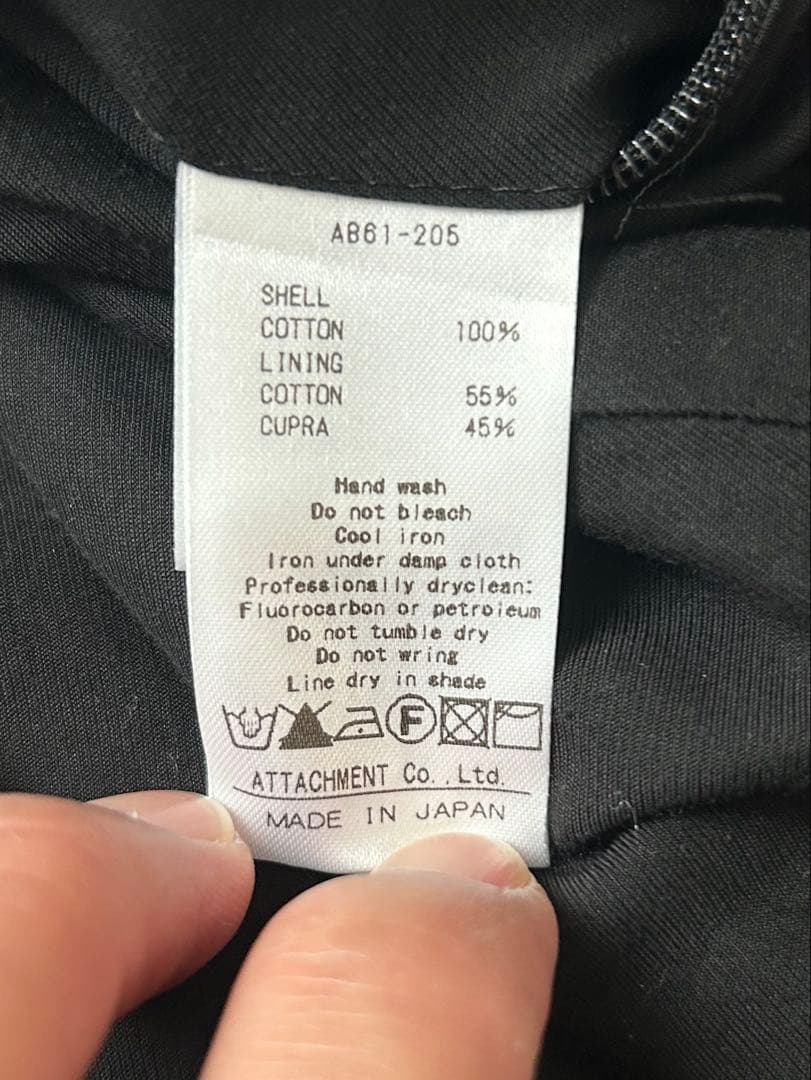 AB61-205
SHELL
COTTON 100%
LINING
COTTON 55%
CUPRA 45%
Hand wash
Do not bleach
Cool iron
Iron under damp cloth
Professionally dryclean:
Fluorocarbon or petroleum
Do not tumble dry
Do not wring
Line dry in shade
F
ATTACHMENT Co.,Ltd.
MADE IN JAPAN